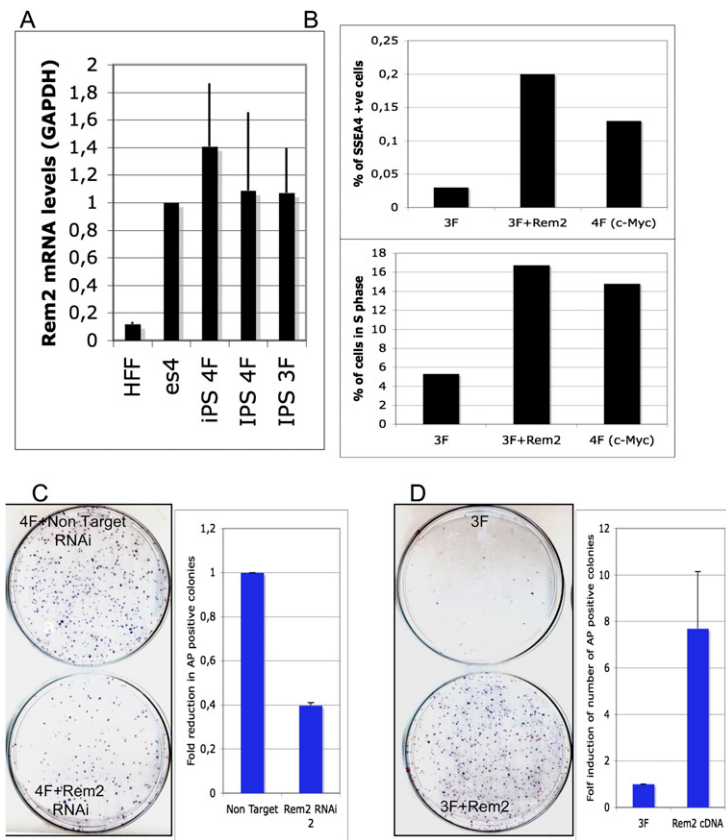 A
Rem2 mRNA levels (GAPDH)
2
1,8
1,6
1,4
1,2
1
0,8
0,6
0,4
0,2
0
HFF
es4
iPS 4F
IPS 4F
IPS 3F
B
% of SSEA4 +ve cells
0,25
0,2
0,15
0,1
0,05
0
3F
3F+Rem2
4F (c-Myc)
% of cells in S phase
18
16
14
12
10
8
6
4
2
0
3F
3F+Rem2
4F (c-Myc)
C
4F+Non Target
RNAi
4F+Rem2
RNAi
Fold reduction in AP positive colonies
1,2
1
0,8
0,6
0,4
0,2
0
Non Target
Rem2 RNAi
2
D
3F
3F+Rem2
Folf induction of number of AP positive colonies
12
10
8
6
4
2
0
3F
Rem2 cDNA